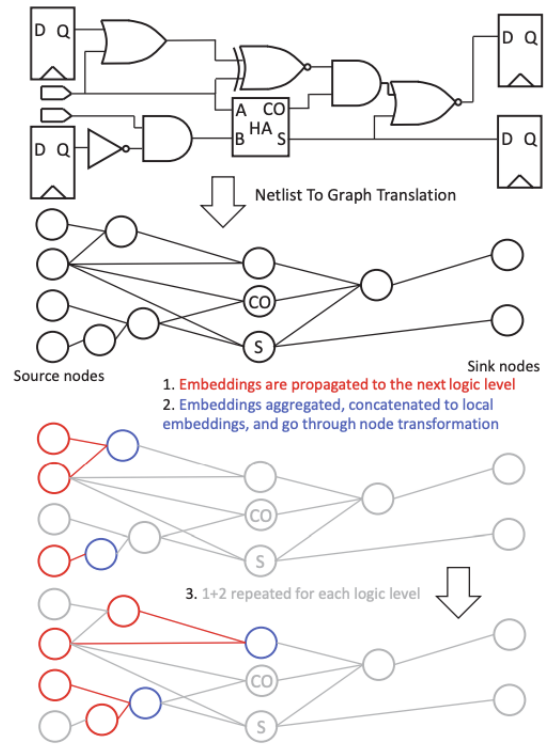 D Q
D Q
A CO
HA
B S
D Q
D Q
Netlist To Graph Translation
CO
S
Source nodes
Sink nodes
1. Embeddings are propagated to the next logic level
2. Embeddings aggregated, concatenated to local
embeddings, and go through node transformation
CO
S
3. 1+2 repeated for each logic level
CO
S